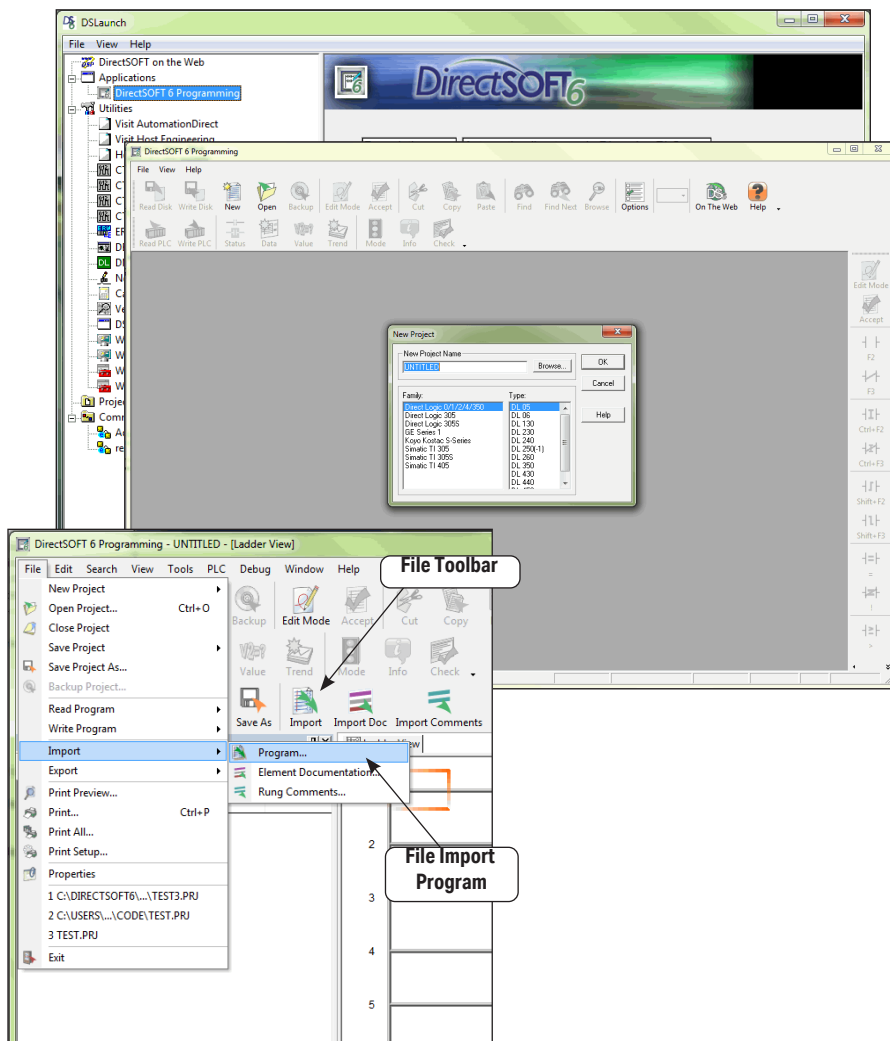 DSLaunch
File View Help
DirectSOFT on the Web
Applications
DirectSOFT 6 Programming
Utilities
Visit AutomationDirect
Visit Host Engineering
DirectSOFT6
DirectSOFT 6 Programming
File View Help
Read Disk Write Disk New Open Backup Edit Mode Accept Cut Copy Paste Find Find Next Browse Options On The Web Help
Read PLC Write PLC Status Data Value Trend Mode Info Check
Edit Mode
Accept
F2
F3
Ctrl+F2
Ctrl+F3
Shift+F2
Shift+F3
=
!
>
New Project
New Project Name
UNTITLED
Browse...
OK
Cancel
Help
Family:
Direct Logic 0/1/2/4/350
Direct Logic 305
Direct Logic 305S
GE Series 1
Koyo Kostac S-Series
Simatic TI 305
Simatic TI 305S
Simatic TI 405
Type:
DL 05
DL 06
DL 130
DL 230
DL 240
DL 250(-1)
DL 260
DL 350
DL 430
DL 440
DirectSOFT 6 Programming - UNTITLED - [Ladder View]
File Edit Search View Tools PLC Debug Window Help
File Toolbar
Backup Edit Mode Accept Cut Copy
Value Trend Mode Info Check
Save As Import Import Doc Import Comments
New Project
Open Project... Ctrl+O
Close Project
Save Project
Save Project As...
Backup Project...
Read Program
Write Program
Import
Export
Print Preview...
Print... Ctrl+P
Print All...
Print Setup...
Properties
1 C:\DIRECTSOFT6\...\TEST3.PRJ
2 C:\USERS\...\CODE\TEST.PRJ
3 TEST.PRJ
Exit
Program...
Element Documentation...
Rung Comments...
File Import
Program
2
3
4
5